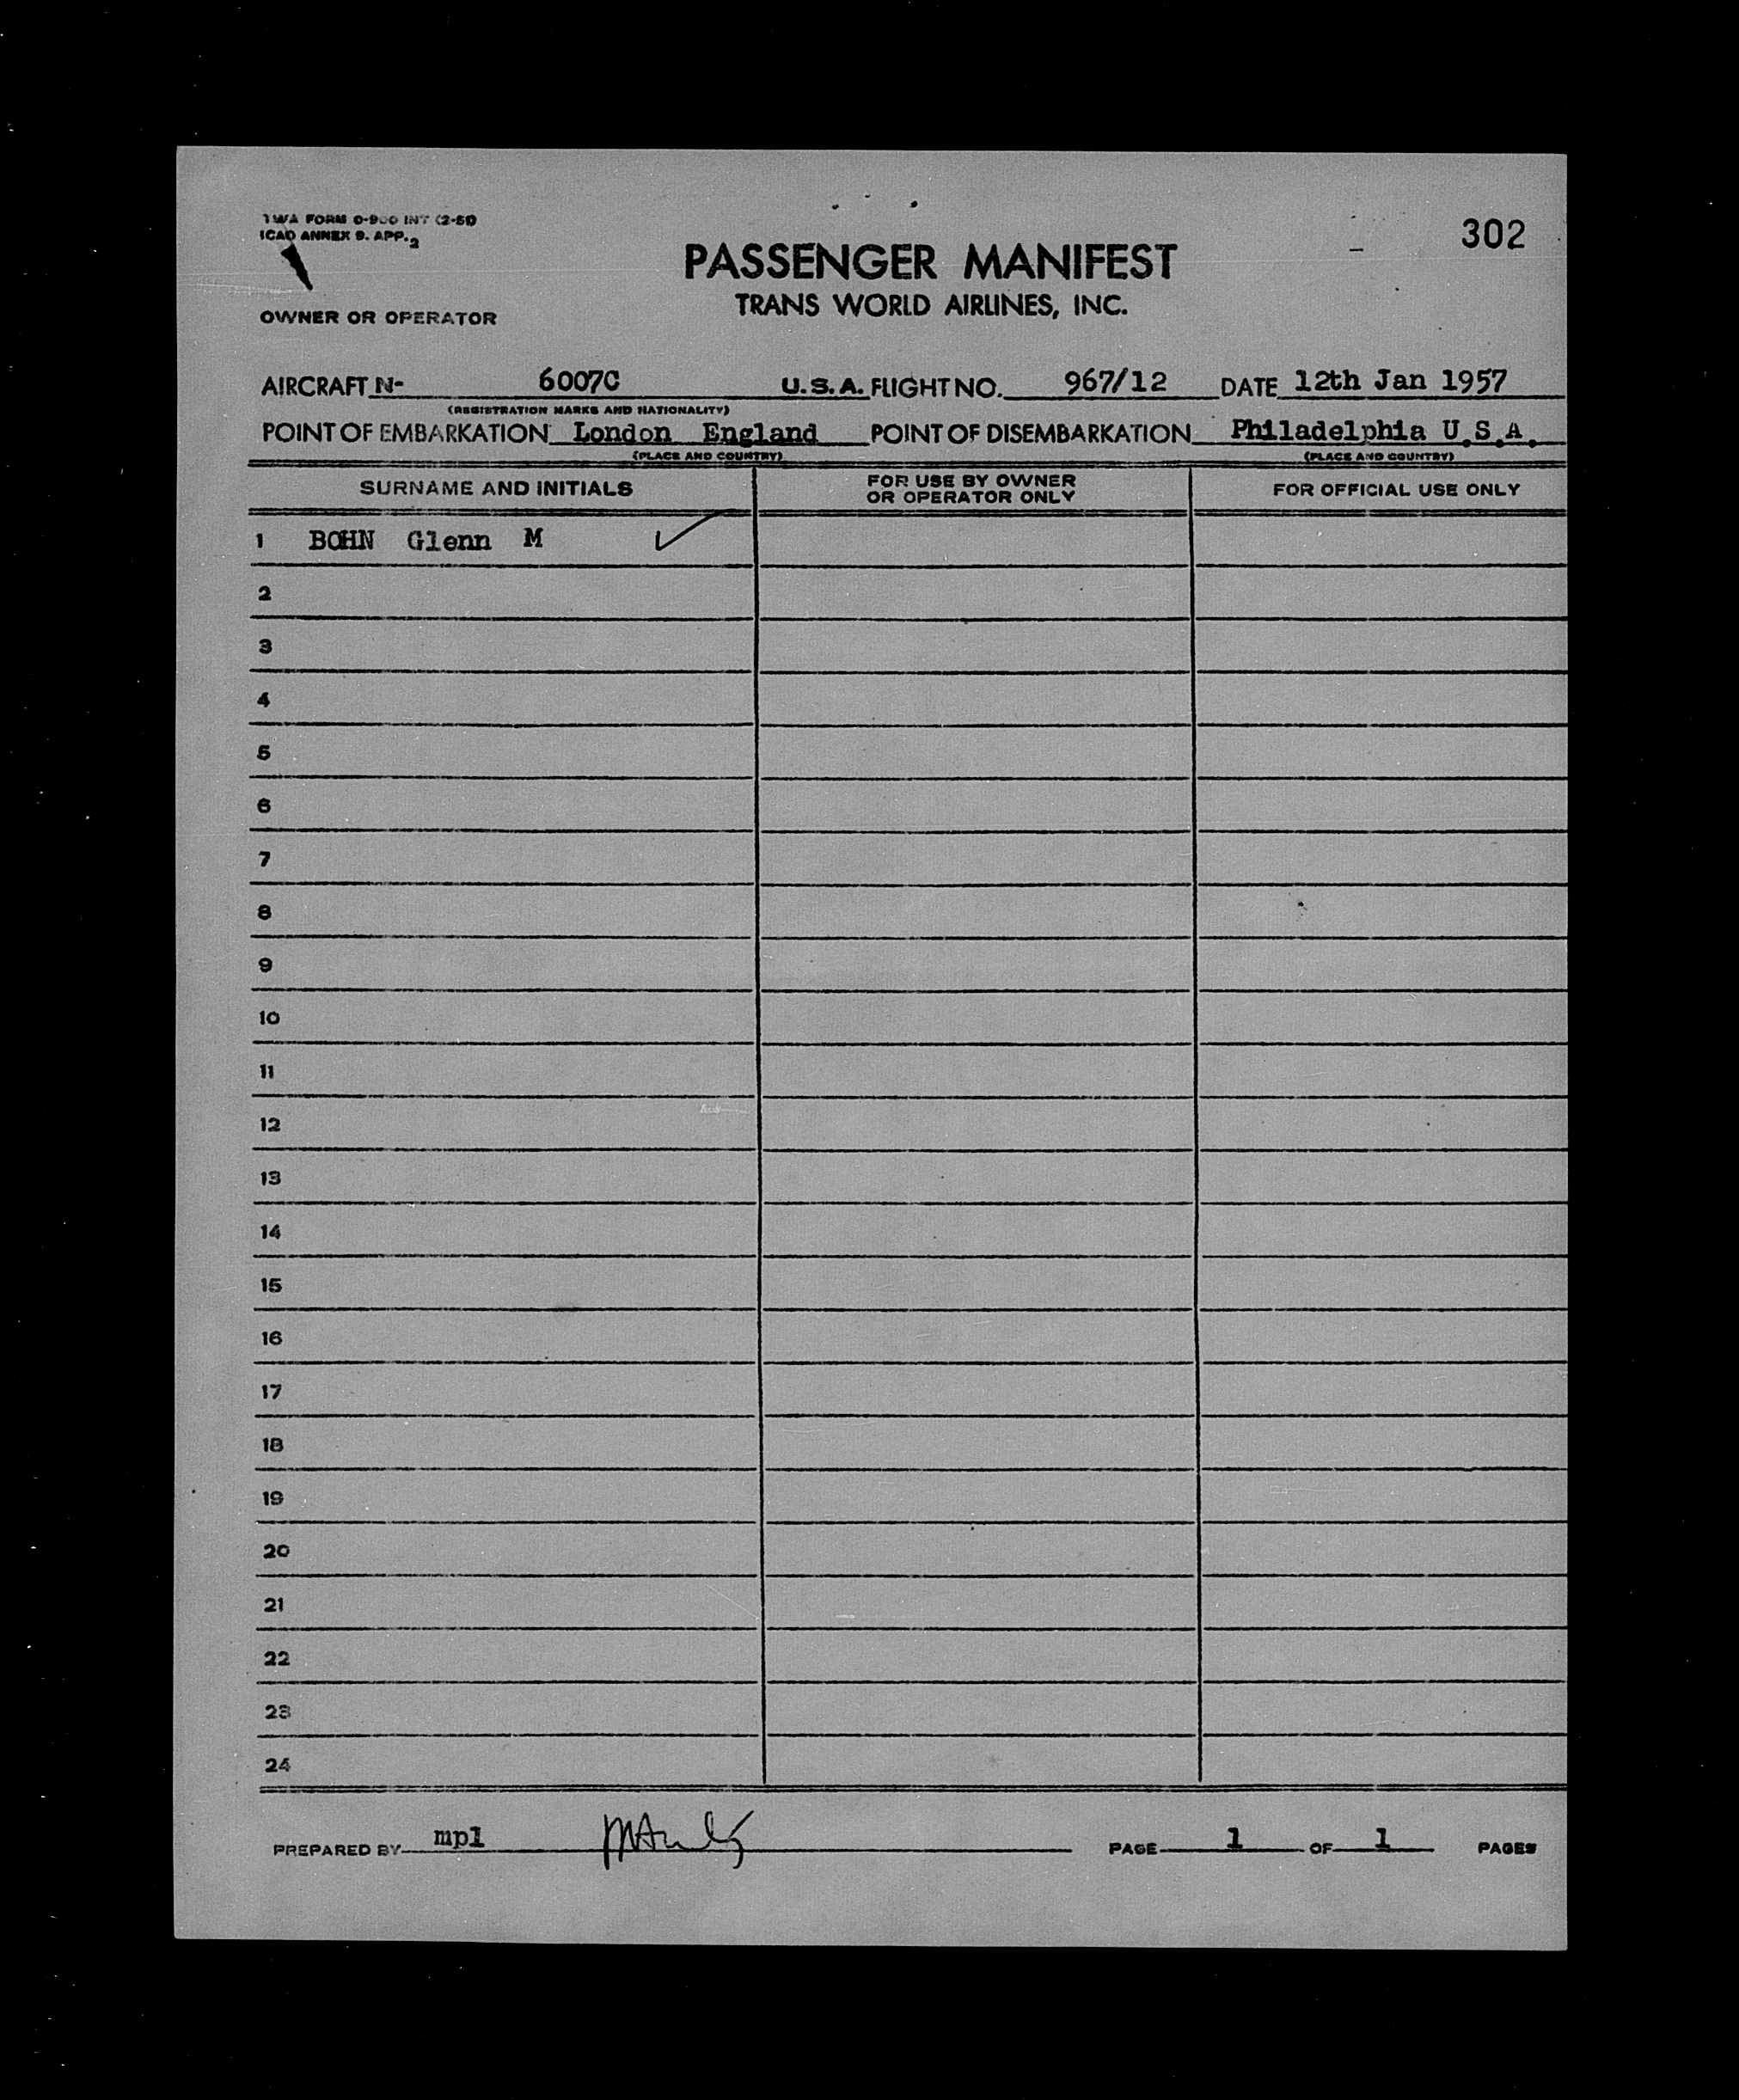 302
TWA FORM 0-900 INT (2-51)
ICAO ANNEX 9. APP. 2
PASSENGER MANIFEST
TRANS WORLD AIRLINES, INC.
OWNER OR OPERATOR
AIRCRAFT N- 6007C U.S.A. FLIGHT NO. 967/12 DATE 12th Jan 1957
(REGISTRATION MARKS AND NATIONALITY)
POINT OF EMBARKATION London England POINT OF DISEMBARKATION Philadelphia U.S.A.
(PLACE AND COUNTRY) (PLACE AND COUNTRY)
SURNAME AND INITIALS
FOR USE BY OWNER
OR OPERATOR ONLY
FOR OFFICIAL USE ONLY
1 BOHN Glenn M
2
3
4
5
6
7
8
9
10
11
12
13
14
15
16
17
18
19
20
21
22
23
24
PREPARED BY mpl PAGE 1 OF 1 PAGES